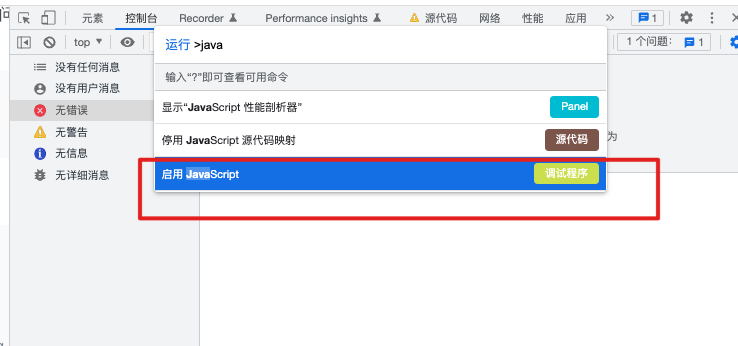 元素 控制台 Recorder Performance insights 源代码 网络 性能 应用 » 1
top 1 个问题： 1
运行 >java
输入“?”即可查看可用命令
显示“JavaScript 性能剖析器” Panel
停用 JavaScript 源代码映射 源代码
启用 JavaScript 调试程序
没有任何消息
没有用户消息
无错误
无警告
无信息
无详细消息
为